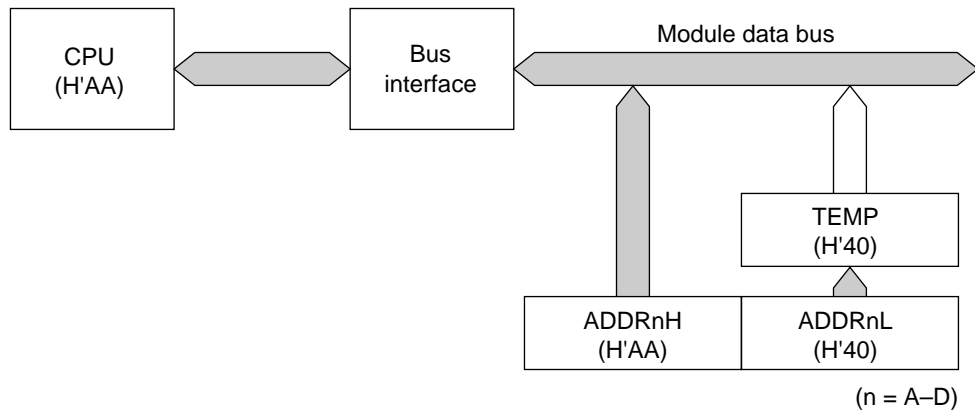 CPU
(H'AA)
Bus
interface
Module data bus
TEMP
(H'40)
ADDRnH
(H'AA)
ADDRnL
(H'40)
(n = A–D)